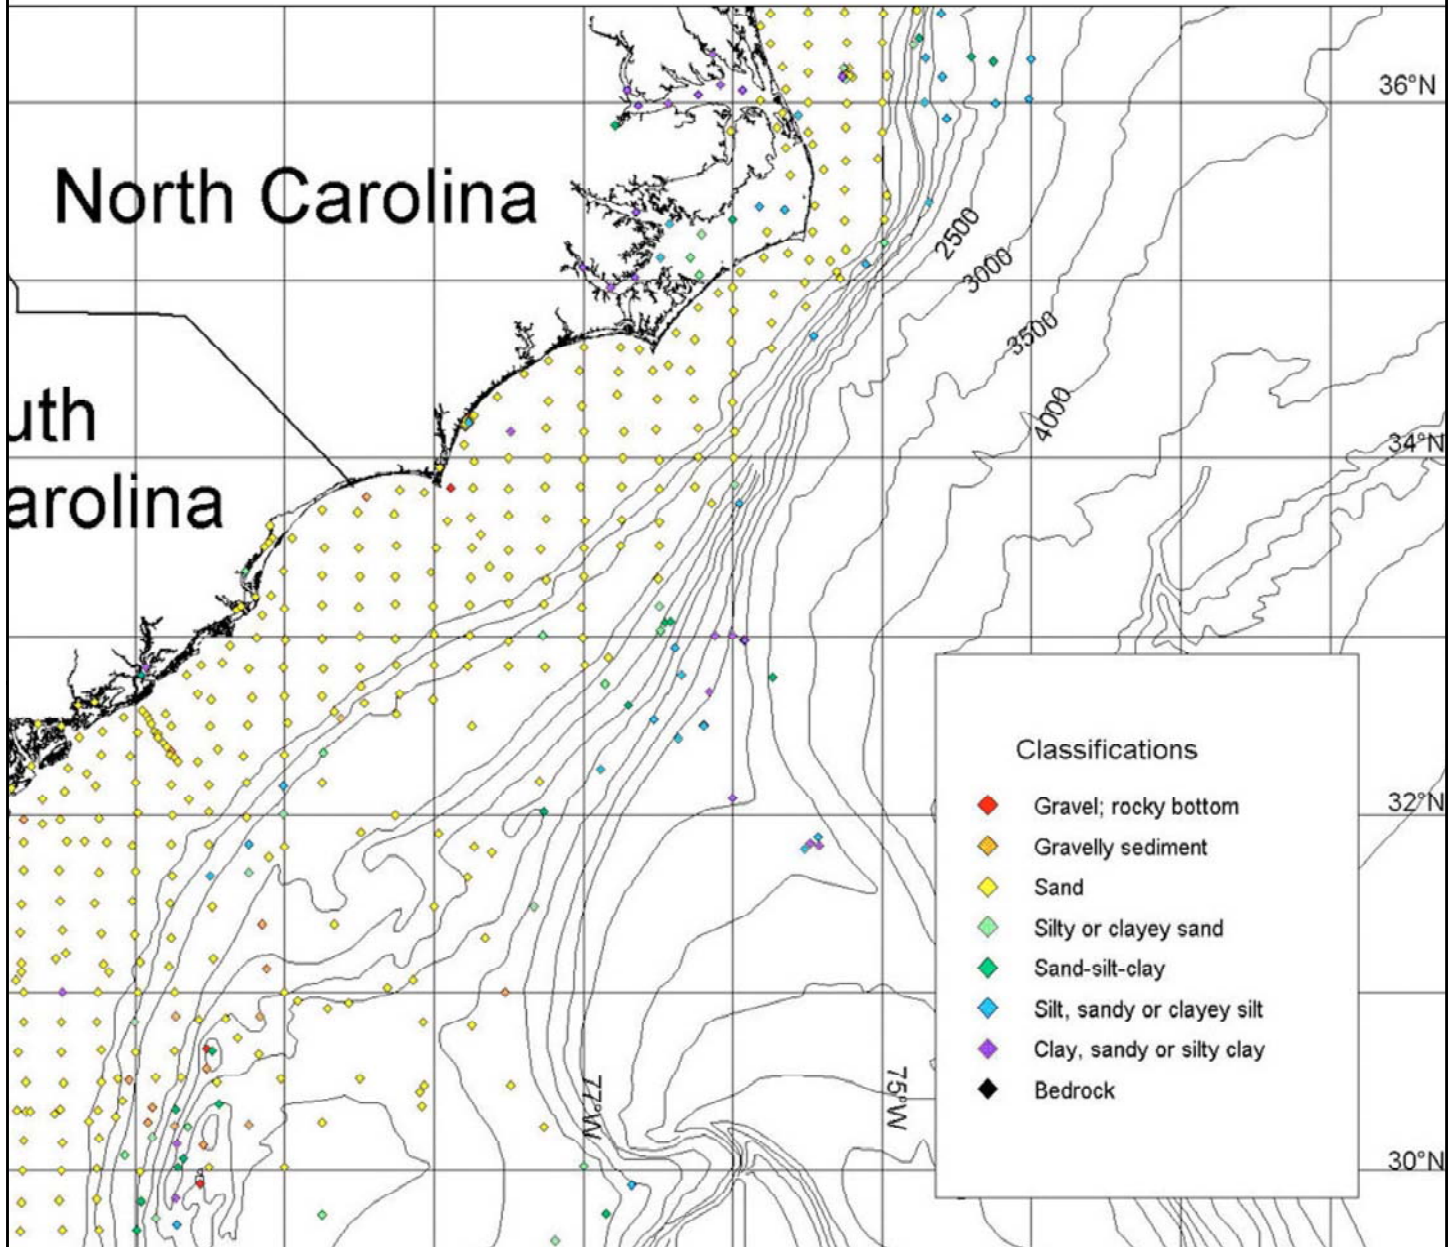 36°N
North Carolina
2500
3000
3500
4000
uth
arolina
34°N
Classifications
Gravel; rocky bottom
Gravelly sediment
Sand
Silty or clayey sand
Sand-silt-clay
Silt, sandy or clayey silt
Clay, sandy or silty clay
Bedrock
32°N
77°W
75°W
30°N